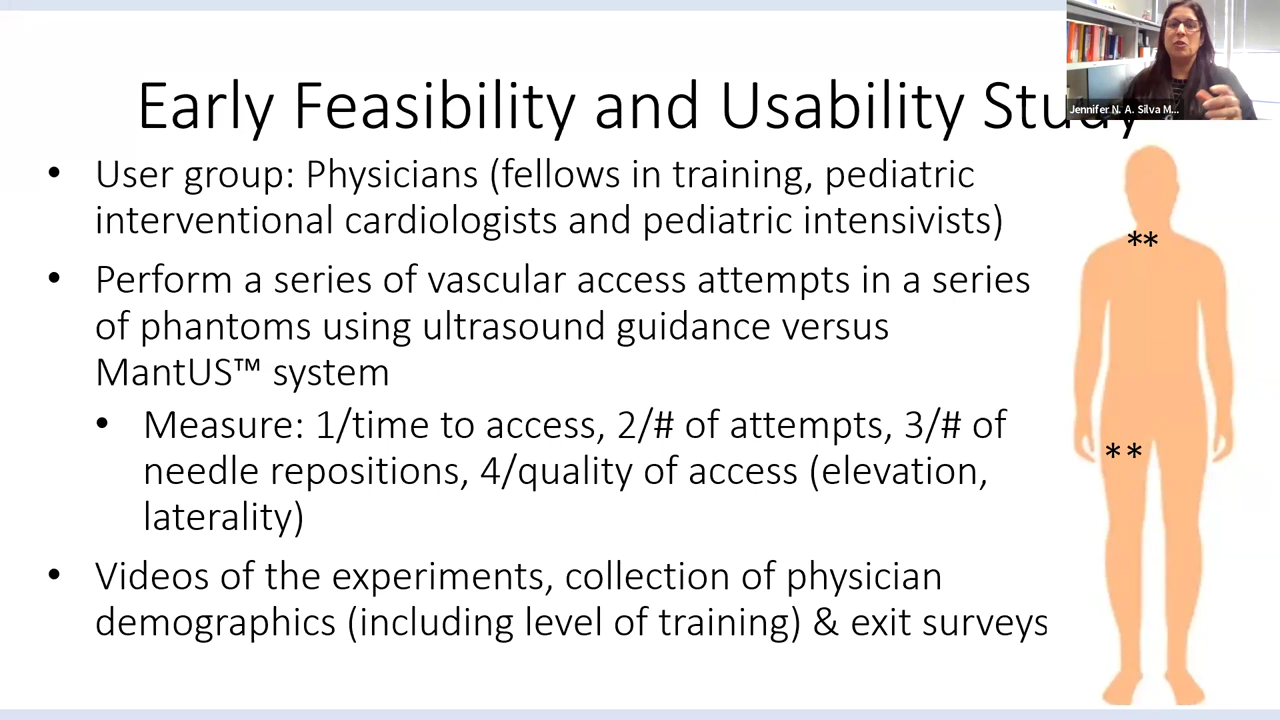 Early Feasibility and Usability Study
Jennifer N. A. Silva M...
• User group: Physicians (fellows in training, pediatric
interventional cardiologists and pediatric intensivists)
• Perform a series of vascular access attempts in a series
of phantoms using ultrasound guidance versus
MantUS™ system
• Measure: 1/time to access, 2/# of attempts, 3/# of
needle repositions, 4/quality of access (elevation,
laterality)
• Videos of the experiments, collection of physician
demographics (including level of training) & exit surveys
**
**